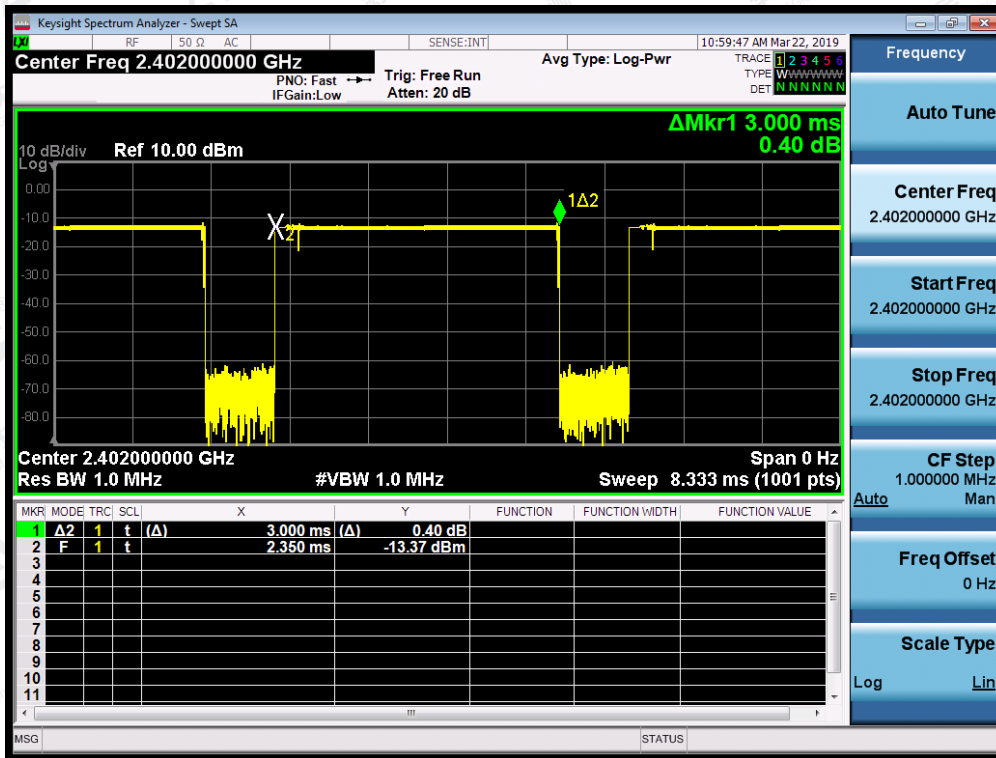 Keysight Spectrum Analyzer - Swept SA
LXI RF 50 Ω AC SENSE:INT 10:59:47 AM Mar 22, 2019
Center Freq 2.402000000 GHz
PNO: Fast
IFGain:Low
Trig: Free Run
Atten: 20 dB
Avg Type: Log-Pwr
TRACE 1 2 3 4 5 6
TYPE WWWWWW
DET N N N N N N
ΔMkr1 3.000 ms
0.40 dB
10 dB/div Ref 10.00 dBm
Log
0.00
-10.0
-20.0
-30.0
-40.0
-50.0
-60.0
-70.0
-80.0
1Δ2
X2
Center 2.402000000 GHz Span 0 Hz
Res BW 1.0 MHz #VBW 1.0 MHz Sweep 8.333 ms (1001 pts)
MKR MODE TRC SCL X Y FUNCTION FUNCTION WIDTH FUNCTION VALUE
1 Δ2 1 t (Δ) 3.000 ms (Δ) 0.40 dB
2 F 1 t 2.350 ms -13.37 dBm
3
4
5
6
7
8
9
10
11
MSG STATUS
Frequency
Auto Tune
Center Freq
2.402000000 GHz
Start Freq
2.402000000 GHz
Stop Freq
2.402000000 GHz
CF Step
1.000000 MHz
Auto Man
Freq Offset
0 Hz
Scale Type
Log Lin